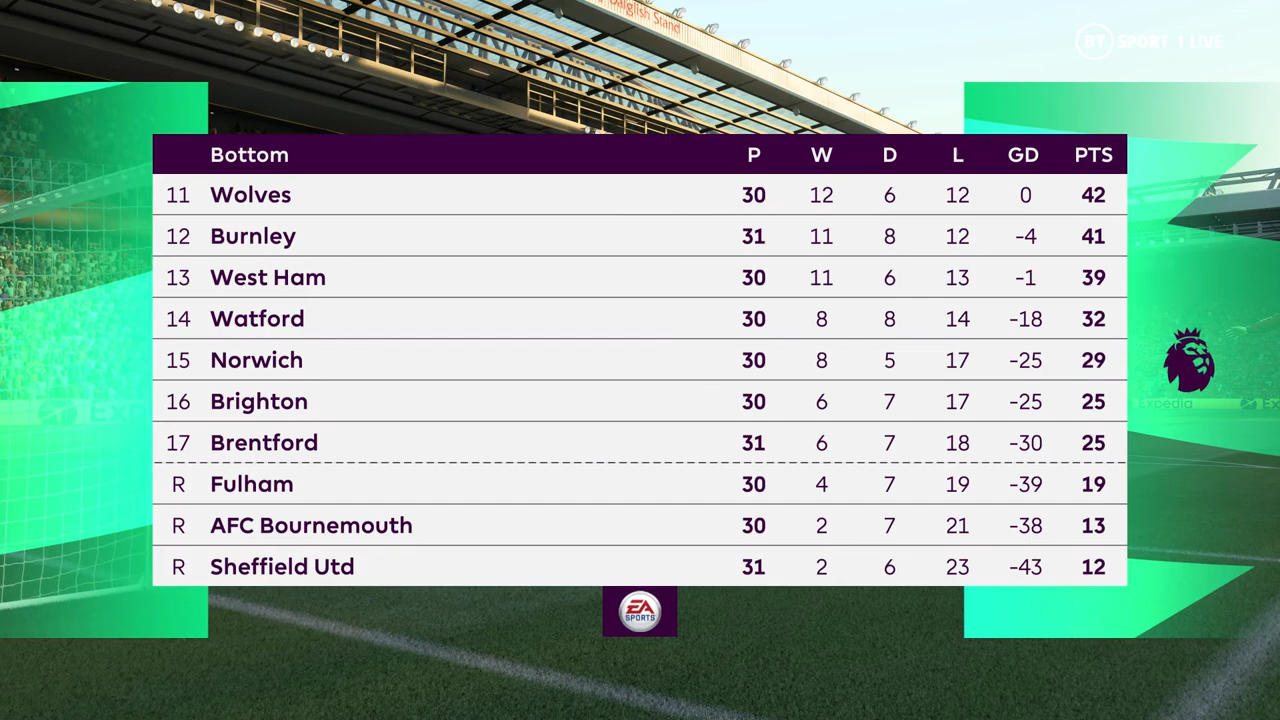 Dalglish Stand
BT SPORT 1 LIVE
Bottom P W D L GD PTS
11 Wolves 30 12 6 12 0 42
12 Burnley 31 11 8 12 -4 41
13 West Ham 30 11 6 13 -1 39
14 Watford 30 8 8 14 -18 32
15 Norwich 30 8 5 17 -25 29
16 Brighton 30 6 7 17 -25 25
17 Brentford 31 6 7 18 -30 25
R Fulham 30 4 7 19 -39 19
R AFC Bournemouth 30 2 7 21 -38 13
R Sheffield Utd 31 2 6 23 -43 12
Expedia
EA
SPORTS